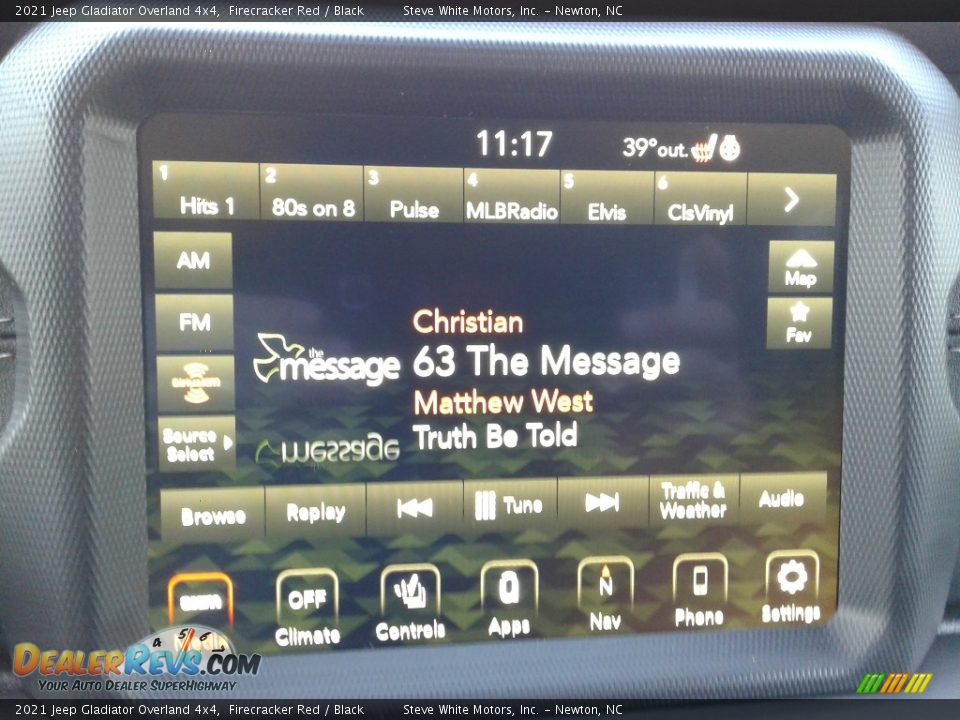 2021 Jeep Gladiator Overland 4x4, Firecracker Red / Black Steve White Motors, Inc. - Newton, NC
11:17 39° out.
1 2 3 4 5 6
Hits 1 80s on 8 Pulse MLBRadio Elvis ClsVinyl >
AM
Map
FM
Fav
Christian
the message 63 The Message
siriusxm
Matthew West
Source Select
Truth Be Told
message
Browse Replay Tune Traffic & Weather Audio
OFF N
Climate Controls Apps Nav Phone Settings
4 5 6
DealerRevs.com
Your Auto Dealer SuperHighway
2021 Jeep Gladiator Overland 4x4, Firecracker Red / Black Steve White Motors, Inc. - Newton, NC